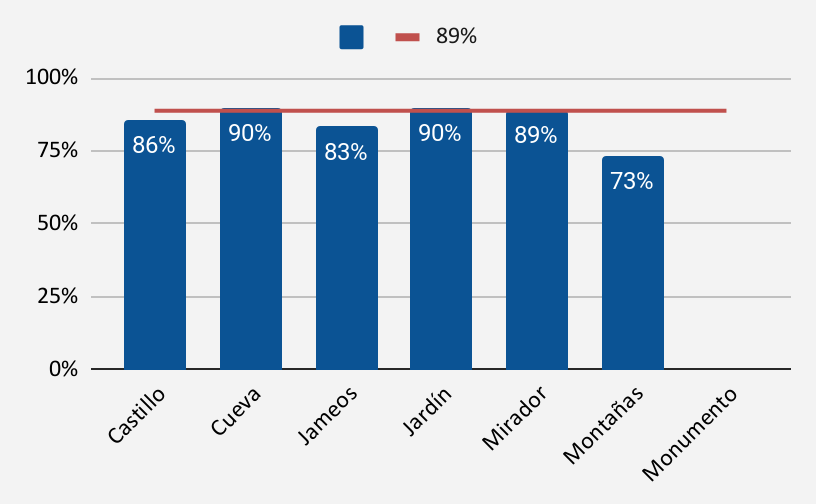 89%
100%
75%
50%
25%
0%
86%
90%
83%
90%
89%
73%
Castillo
Cueva
Jameos
Jardín
Mirador
Montañas
Monumento